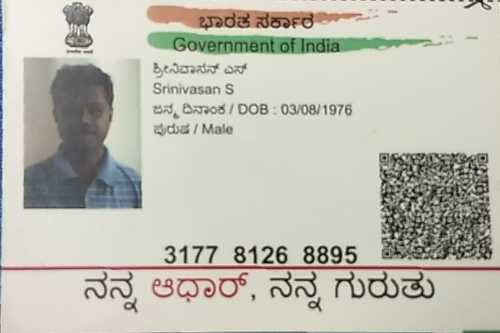 ಭಾರತ ಸರ್ಕಾರ
Government of India
ಶ್ರೀನಿವಾಸನ್ ಎಸ್
Srinivasan S
ಜನ್ಮ ದಿನಾಂಕ / DOB : 03/08/1976
ಪುರುಷ / Male
3177 8126 8895
ನನ್ನ ಆಧಾರ್, ನನ್ನ ಗುರುತು